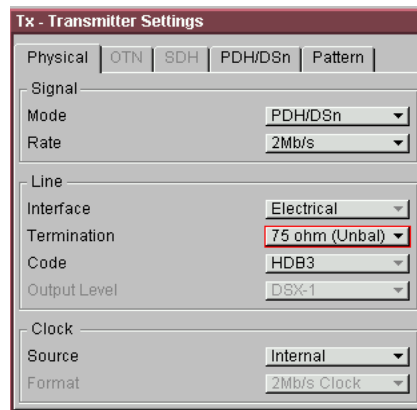 Tx - Transmitter Settings
Physical OTN SDH PDH/DSn Pattern
Signal
Mode PDH/DSn
Rate 2Mb/s
Line
Interface Electrical
Termination 75 ohm (Unbal)
Code HDB3
Output Level DSX-1
Clock
Source Internal
Format 2Mb/s Clock